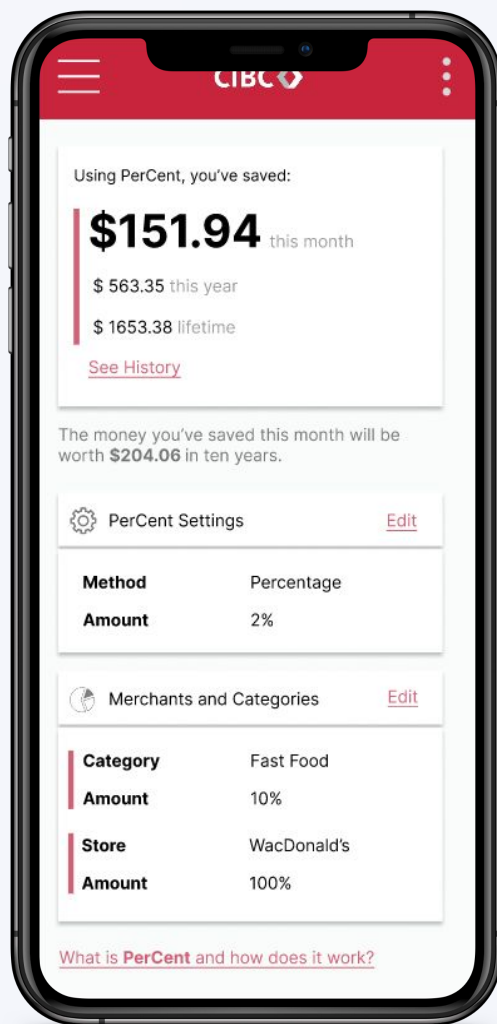 CIBC
Using PerCent, you've saved:
$151.94 this month
$ 563.35 this year
$ 1653.38 lifetime
See History
The money you've saved this month will be
worth $204.06 in ten years.
PerCent Settings Edit
Method Percentage
Amount 2%
Merchants and Categories Edit
Category Fast Food
Amount 10%
Store WacDonald's
Amount 100%
What is PerCent and how does it work?